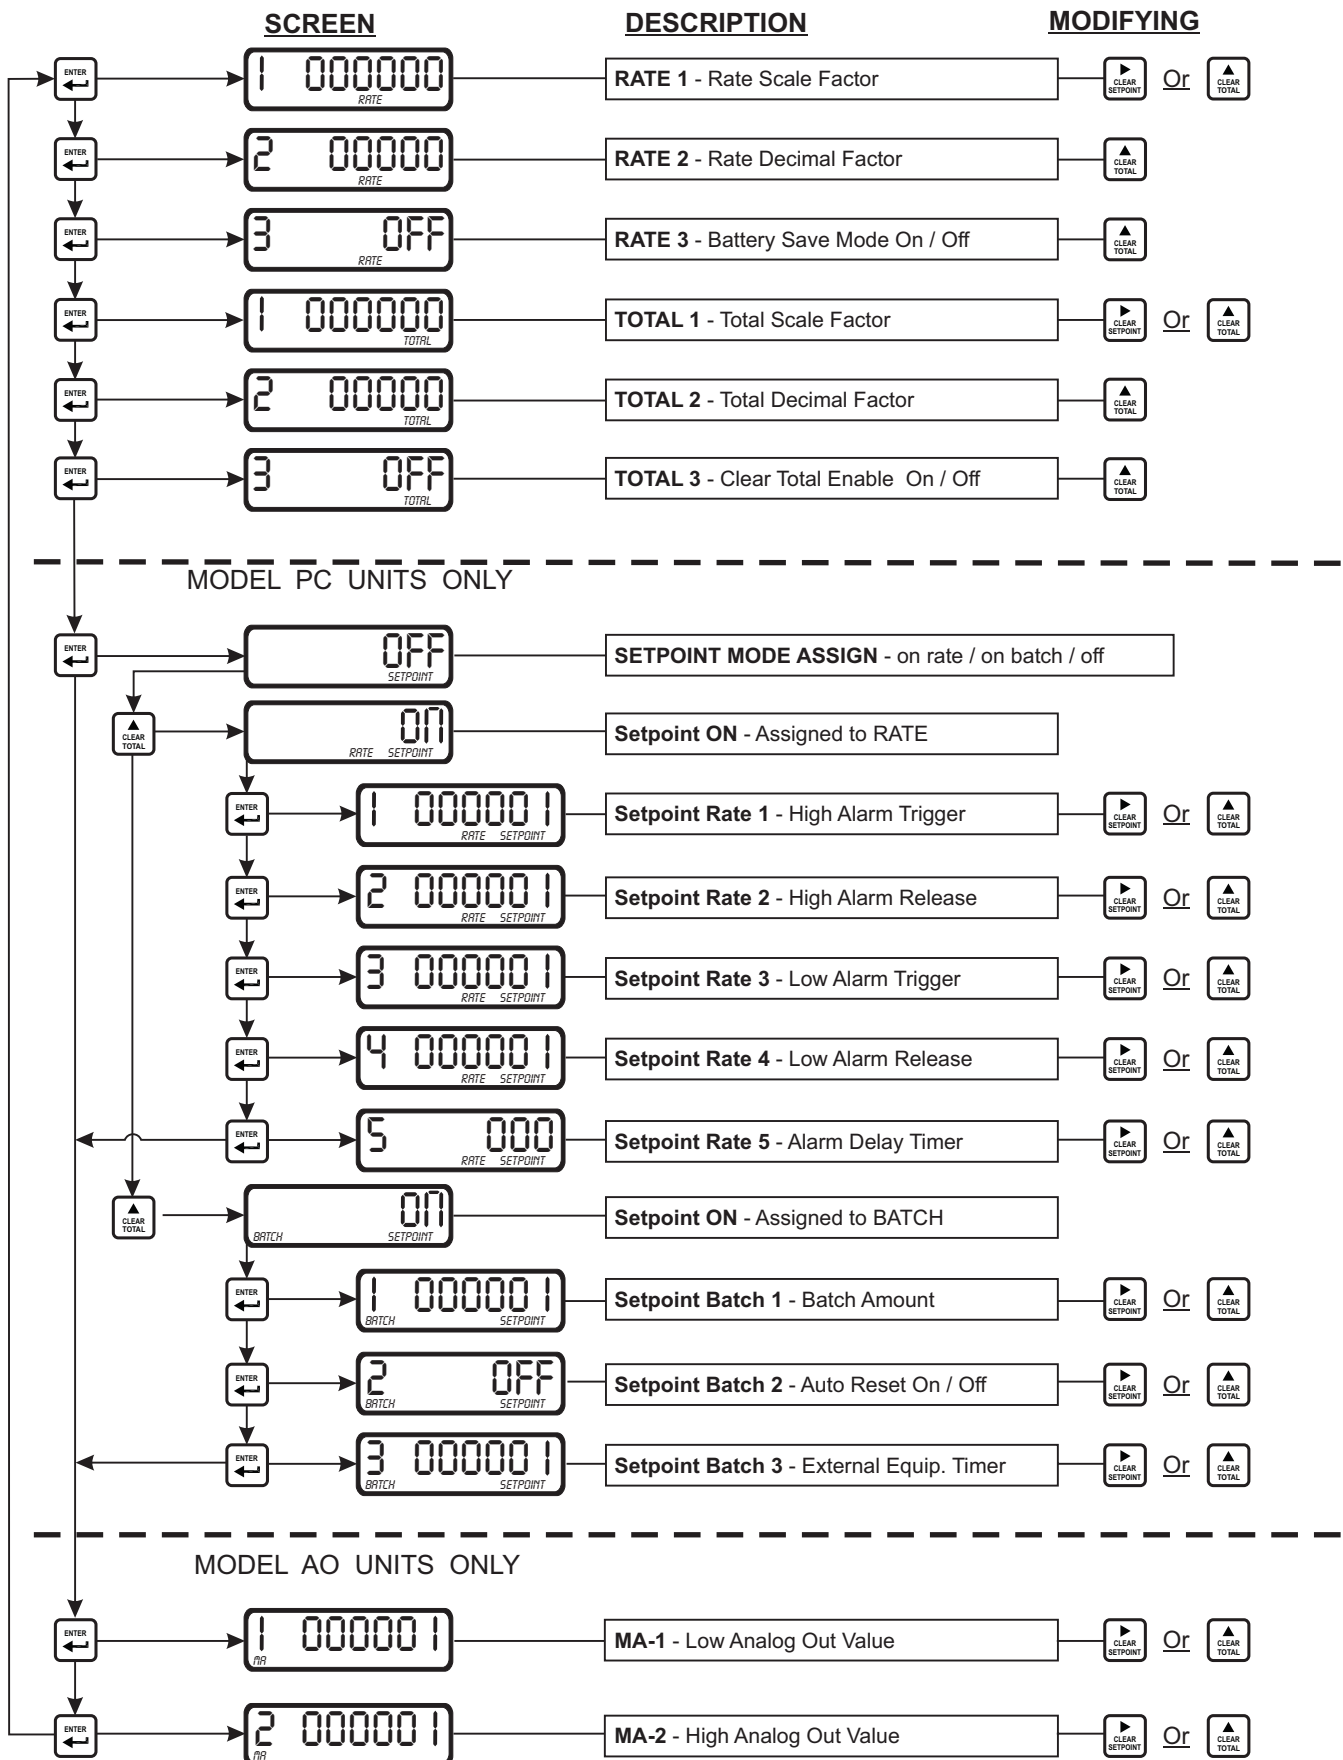 SCREEN DESCRIPTION MODIFYING
ENTER 1 000000 RATE RATE 1 - Rate Scale Factor CLEAR SETPOINT Or CLEAR TOTAL
ENTER 2 00000 RATE RATE 2 - Rate Decimal Factor CLEAR TOTAL
ENTER 3 OFF RATE RATE 3 - Battery Save Mode On / Off CLEAR TOTAL
ENTER 1 000000 TOTAL TOTAL 1 - Total Scale Factor CLEAR SETPOINT Or CLEAR TOTAL
ENTER 2 00000 TOTAL TOTAL 2 - Total Decimal Factor CLEAR TOTAL
ENTER 3 OFF TOTAL TOTAL 3 - Clear Total Enable On / Off CLEAR TOTAL
MODEL PC UNITS ONLY
ENTER OFF SETPOINT SETPOINT MODE ASSIGN - on rate / on batch / off
CLEAR TOTAL ON RATE SETPOINT Setpoint ON - Assigned to RATE
ENTER 1 000001 RATE SETPOINT Setpoint Rate 1 - High Alarm Trigger CLEAR SETPOINT Or CLEAR TOTAL
ENTER 2 000001 RATE SETPOINT Setpoint Rate 2 - High Alarm Release CLEAR SETPOINT Or CLEAR TOTAL
ENTER 3 000001 RATE SETPOINT Setpoint Rate 3 - Low Alarm Trigger CLEAR SETPOINT Or CLEAR TOTAL
ENTER 4 000001 RATE SETPOINT Setpoint Rate 4 - Low Alarm Release CLEAR SETPOINT Or CLEAR TOTAL
ENTER 5 000 RATE SETPOINT Setpoint Rate 5 - Alarm Delay Timer CLEAR SETPOINT Or CLEAR TOTAL
CLEAR TOTAL ON BATCH SETPOINT Setpoint ON - Assigned to BATCH
ENTER 1 000001 BATCH SETPOINT Setpoint Batch 1 - Batch Amount CLEAR SETPOINT Or CLEAR TOTAL
ENTER 2 OFF BATCH SETPOINT Setpoint Batch 2 - Auto Reset On / Off CLEAR SETPOINT Or CLEAR TOTAL
ENTER 3 000001 BATCH SETPOINT Setpoint Batch 3 - External Equip. Timer CLEAR SETPOINT Or CLEAR TOTAL
MODEL AO UNITS ONLY
ENTER 1 000001 MA MA-1 - Low Analog Out Value CLEAR SETPOINT Or CLEAR TOTAL
ENTER 2 000001 MA MA-2 - High Analog Out Value CLEAR SETPOINT Or CLEAR TOTAL